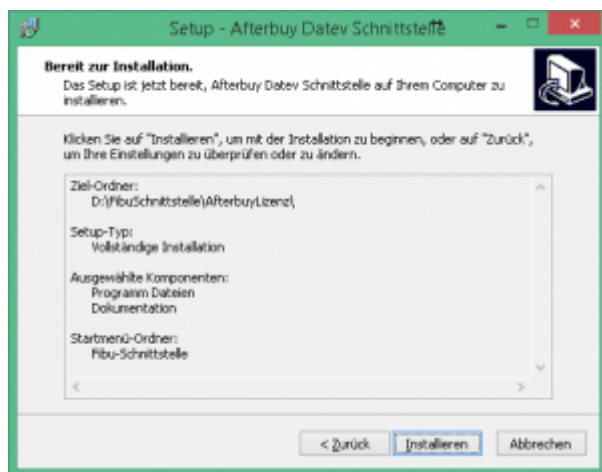 Setup - Afterbuy Datev Schnittstelle
Bereit zur Installation.
Das Setup ist jetzt bereit, Afterbuy Datev Schnittstelle auf Ihrem Computer zu
installieren.
Klicken Sie auf "Installieren", um mit der Installation zu beginnen, oder auf "Zurück",
um Ihre Einstellungen zu überprüfen oder zu ändern.
Ziel-Ordner:
D:\FibuSchnittstelle\AfterbuyLizenz\
Setup-Typ:
Vollständige Installation
Ausgewählte Komponenten:
Programm Dateien
Dokumentation
Startmenü-Ordner:
Fibu-Schnittstelle
< Zurück
Installieren
Abbrechen